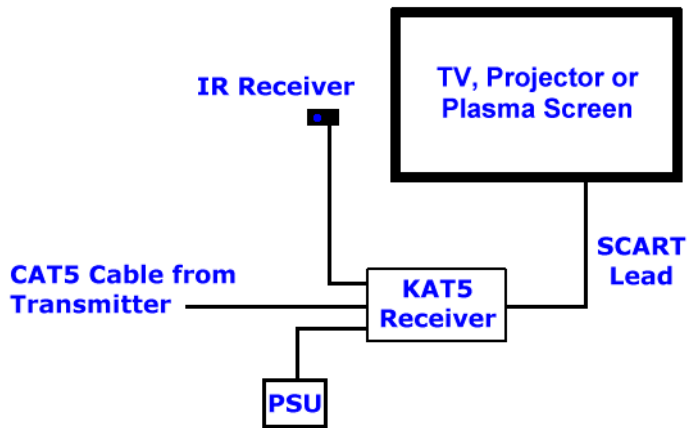 TV, Projector or
Plasma Screen
IR Receiver
SCART
Lead
CAT5 Cable from
Transmitter
KAT5
Receiver
PSU